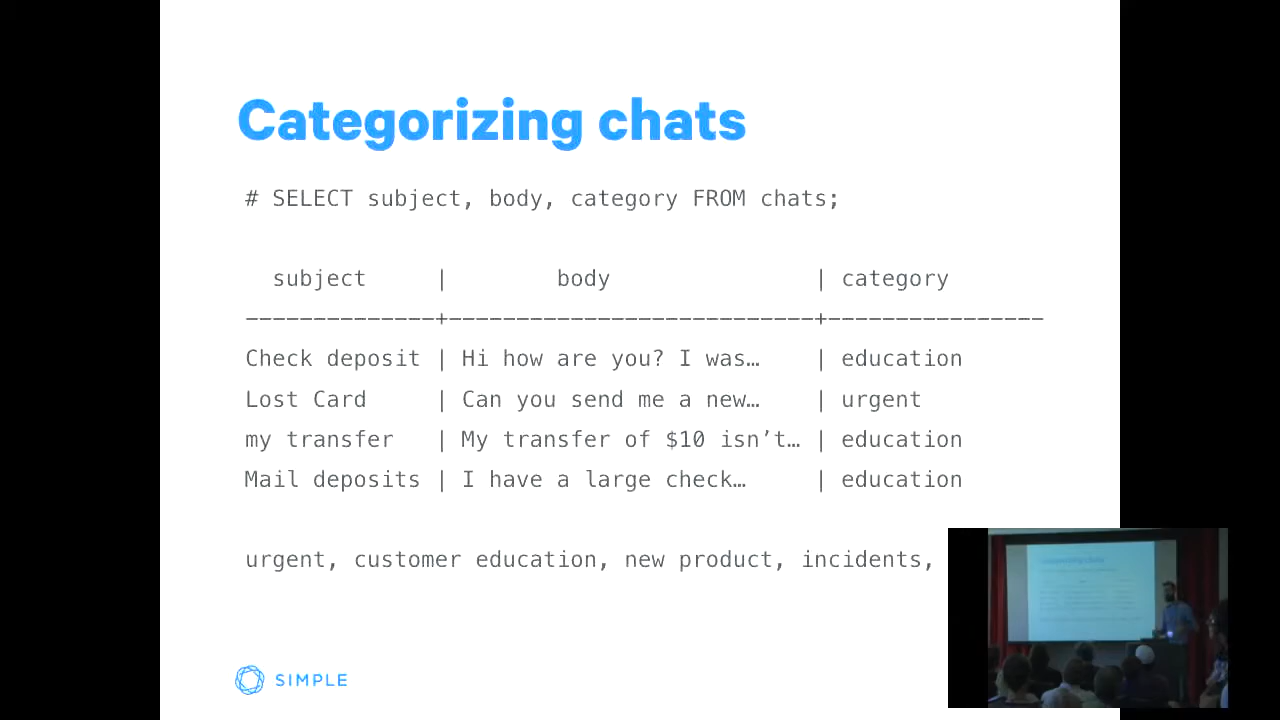 Categorizing chats
# SELECT subject, body, category FROM chats;
subject | body | category
——————————————+———————————————————————————+————————————————
Check deposit | Hi how are you? I was… | education
Lost Card | Can you send me a new… | urgent
my transfer | My transfer of $10 isn’t… | education
Mail deposits | I have a large check… | education
urgent, customer education, new product, incidents,
SIMPLE